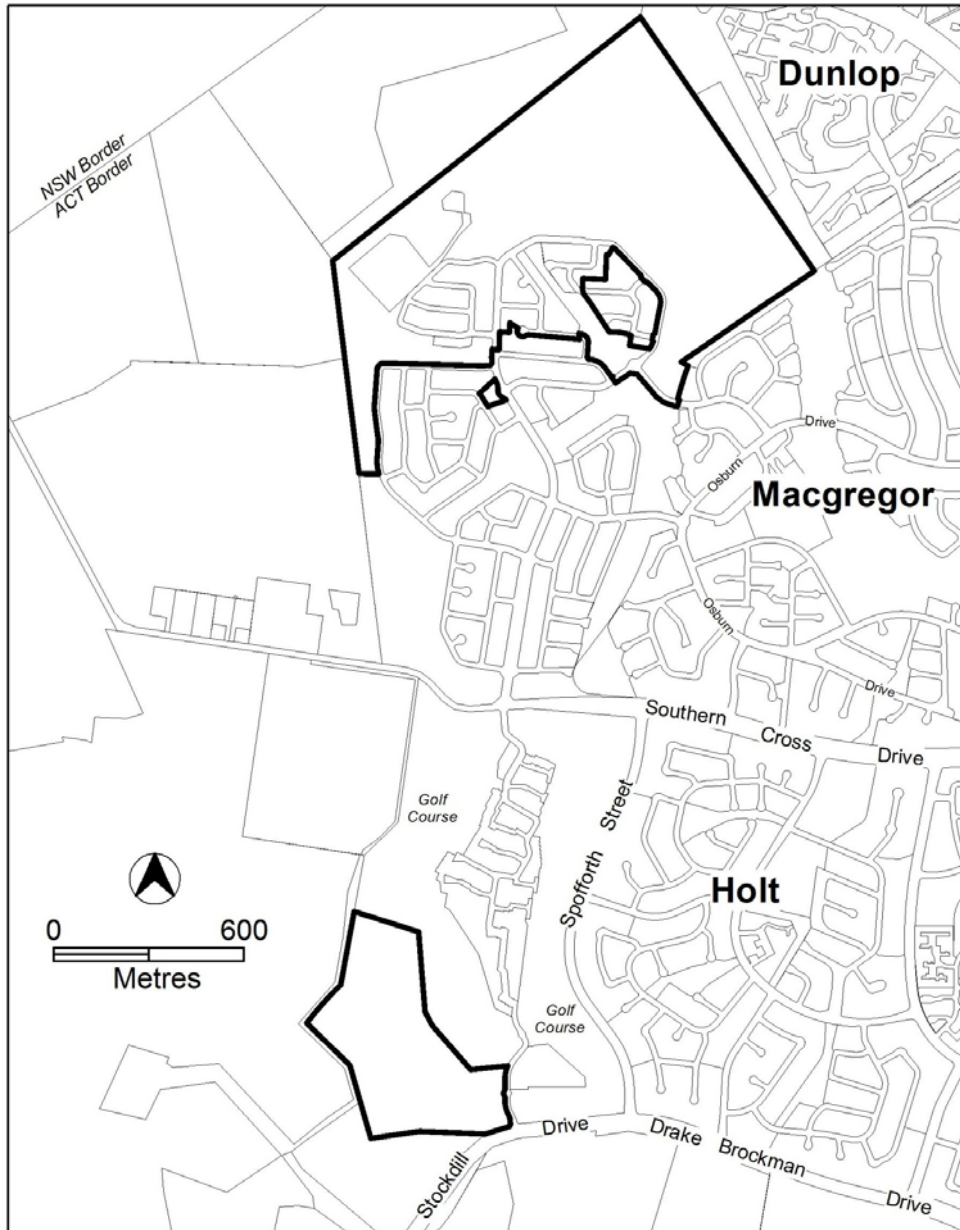 Dunlop
NSW Border
ACT Border
Drive
Osburn
Macgregor
Osburn
Drive
Southern Cross Drive
Golf
Course
Spofforth Street
Holt
0 600
Metres
Golf
Course
Stockdill Drive
Drake Brockman Drive